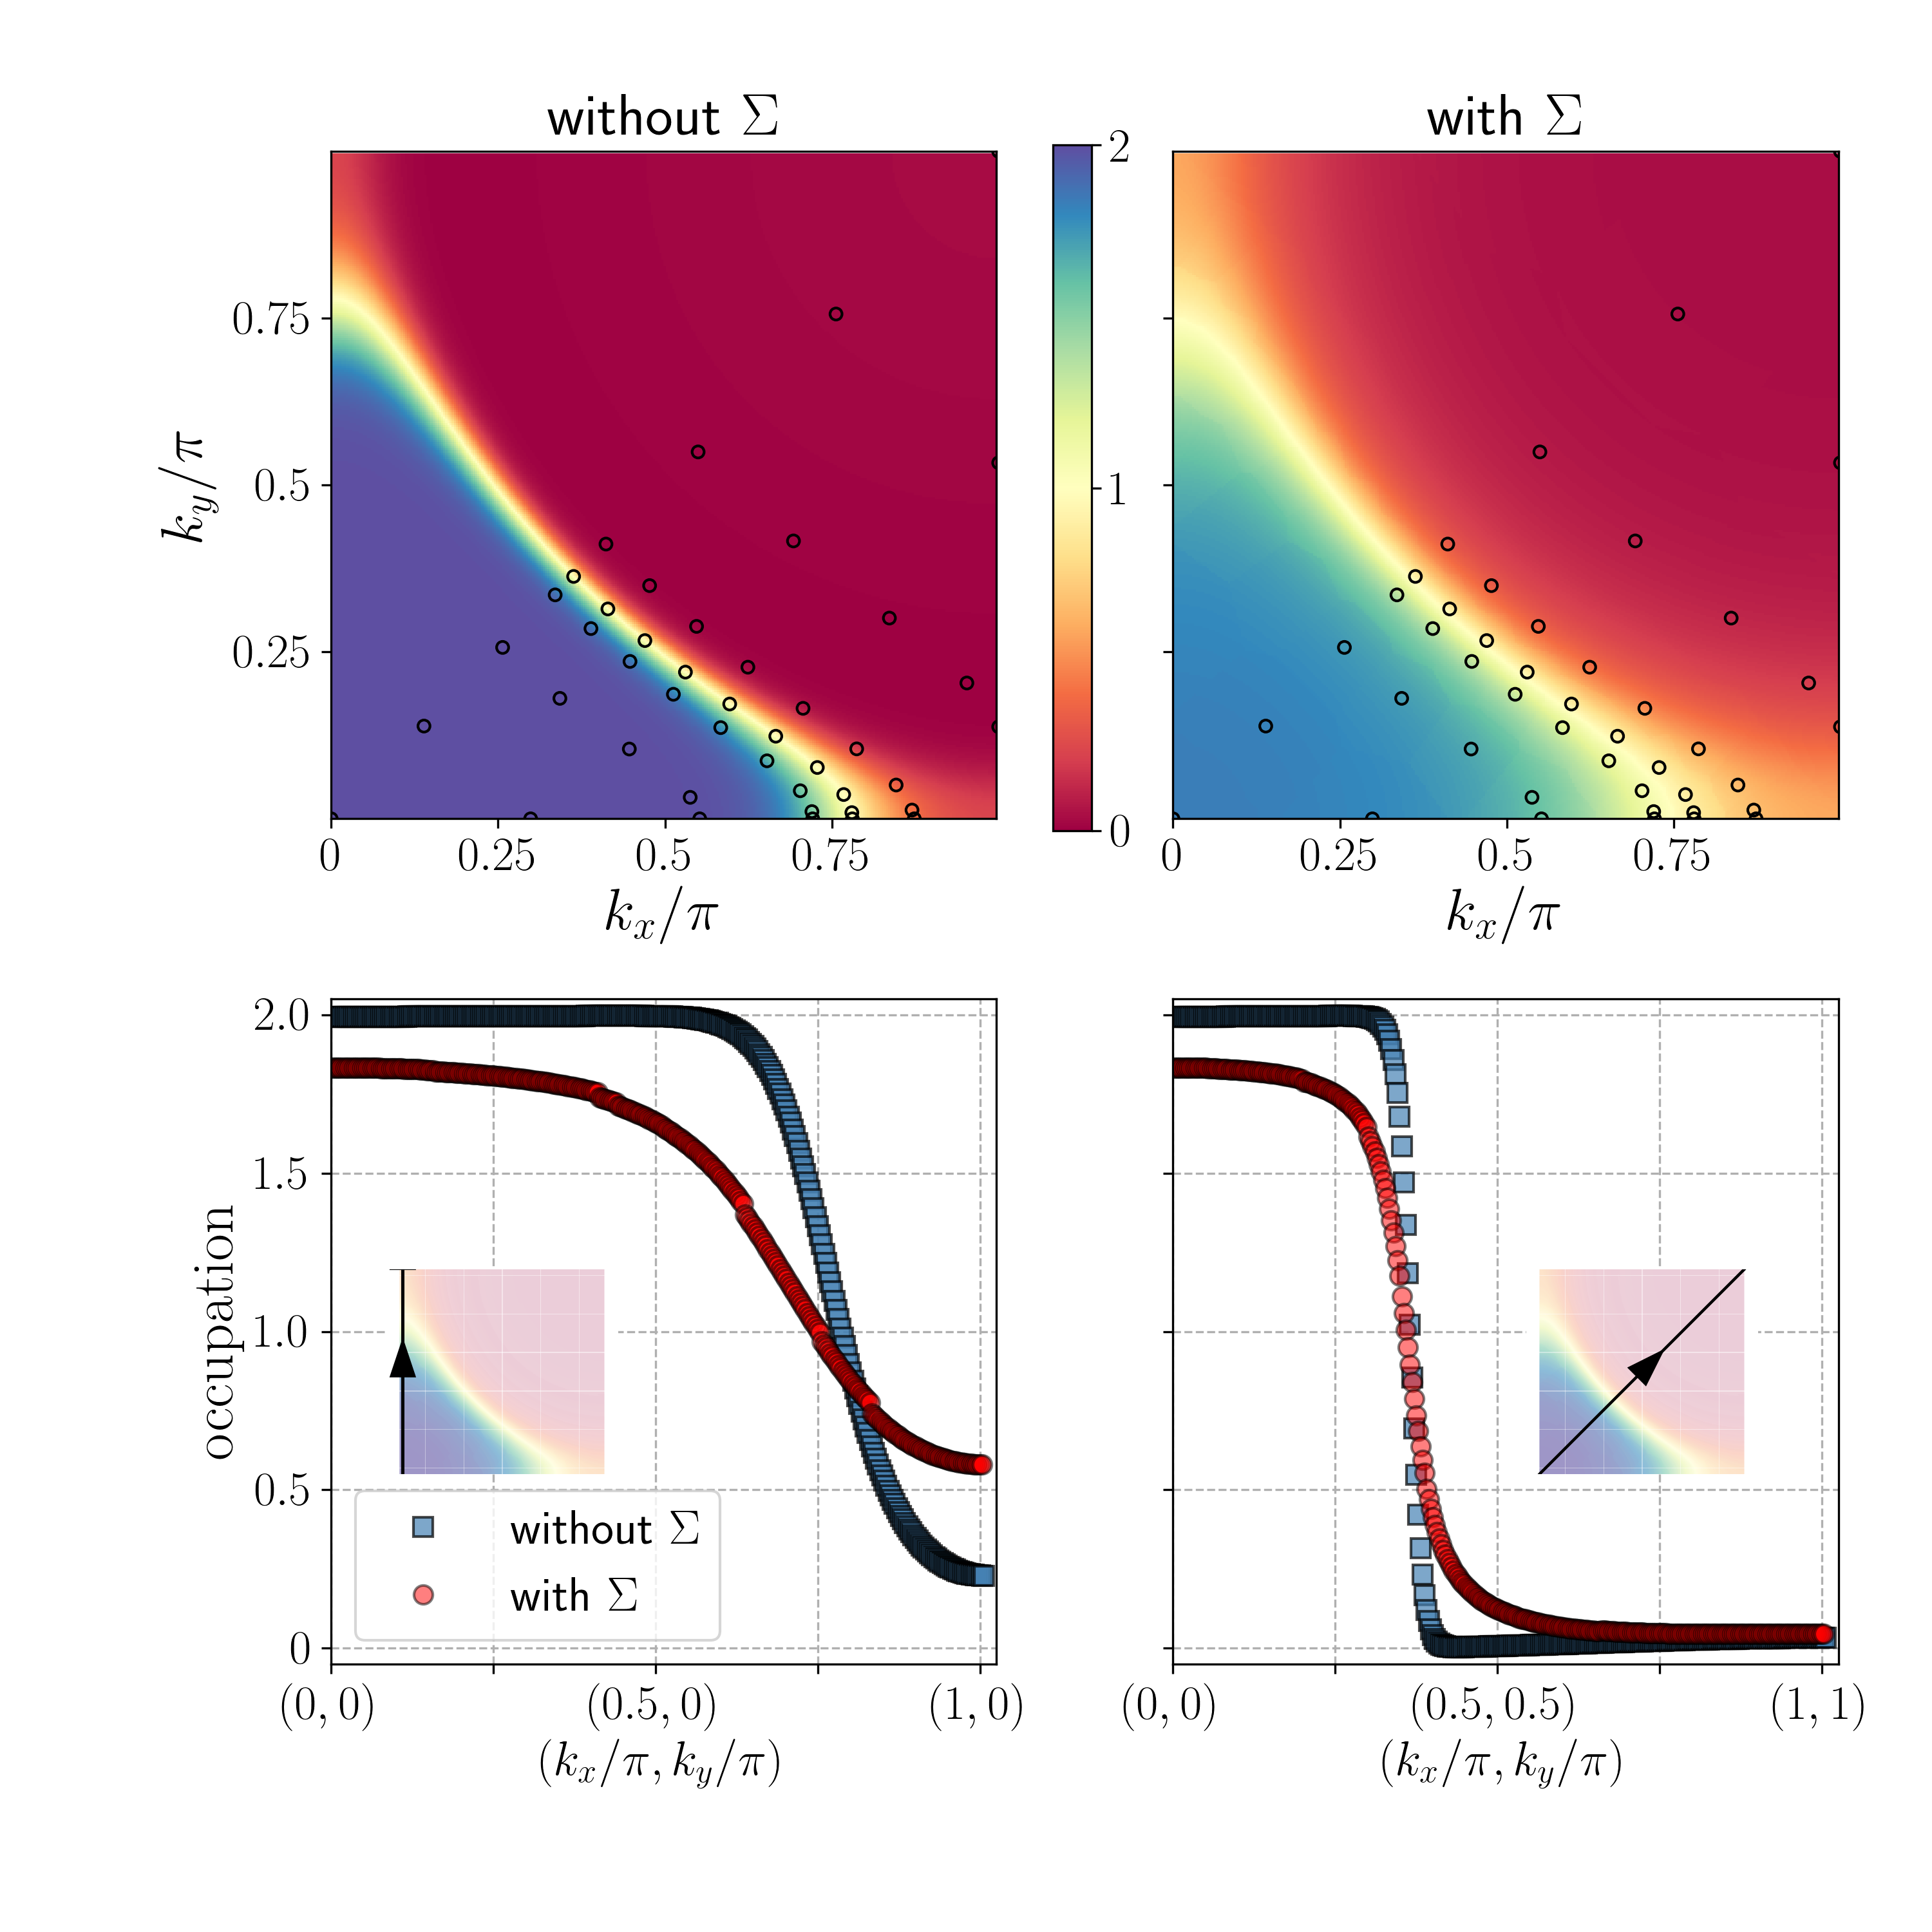 without Σ
with Σ
2
1
0
0.75
0.5
0.25
k_y/π
0 0.25 0.5 0.75
k_x/π
0 0.25 0.5 0.75
k_x/π
2.0
1.5
1.0
0.5
0
occupation
without Σ
with Σ
(0, 0) (0.5, 0) (1, 0)
(k_x/π, k_y/π)
(0, 0) (0.5, 0.5) (1, 1)
(k_x/π, k_y/π)